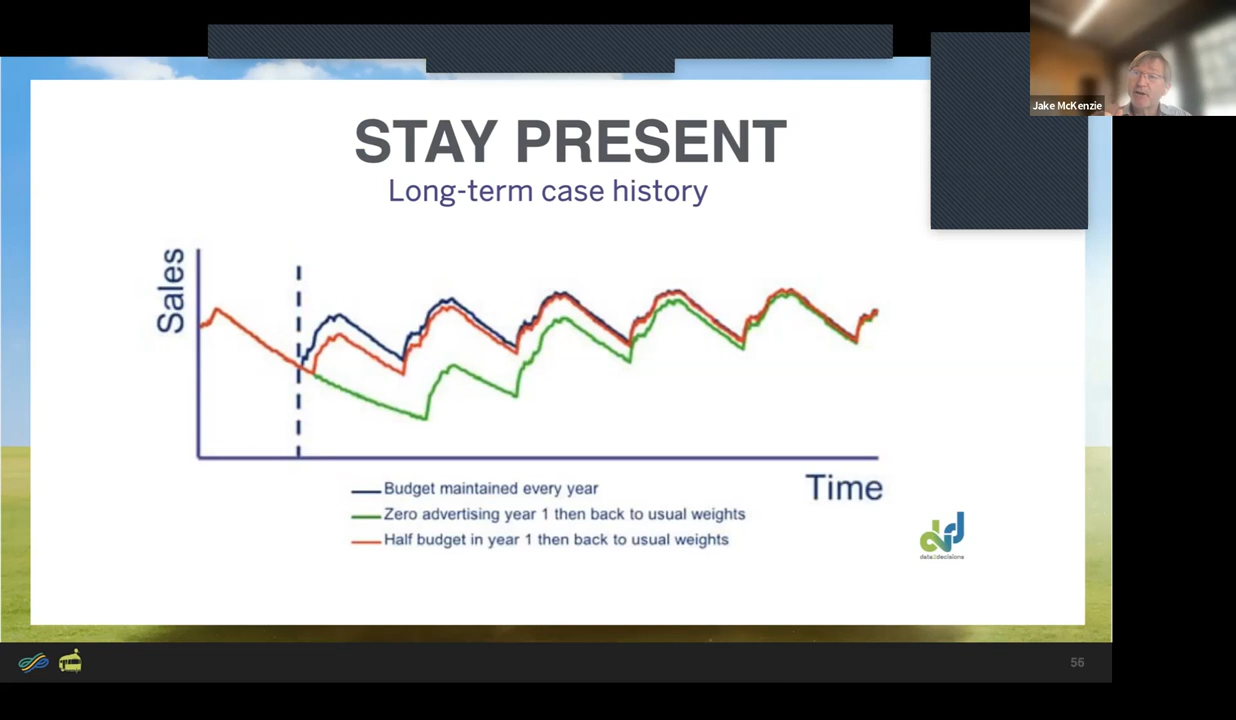 Jake McKenzie
STAY PRESENT
Long-term case history
Sales
Budget maintained every year
Zero advertising year 1 then back to usual weights
Half budget in year 1 then back to usual weights
Time
data2decisions
56